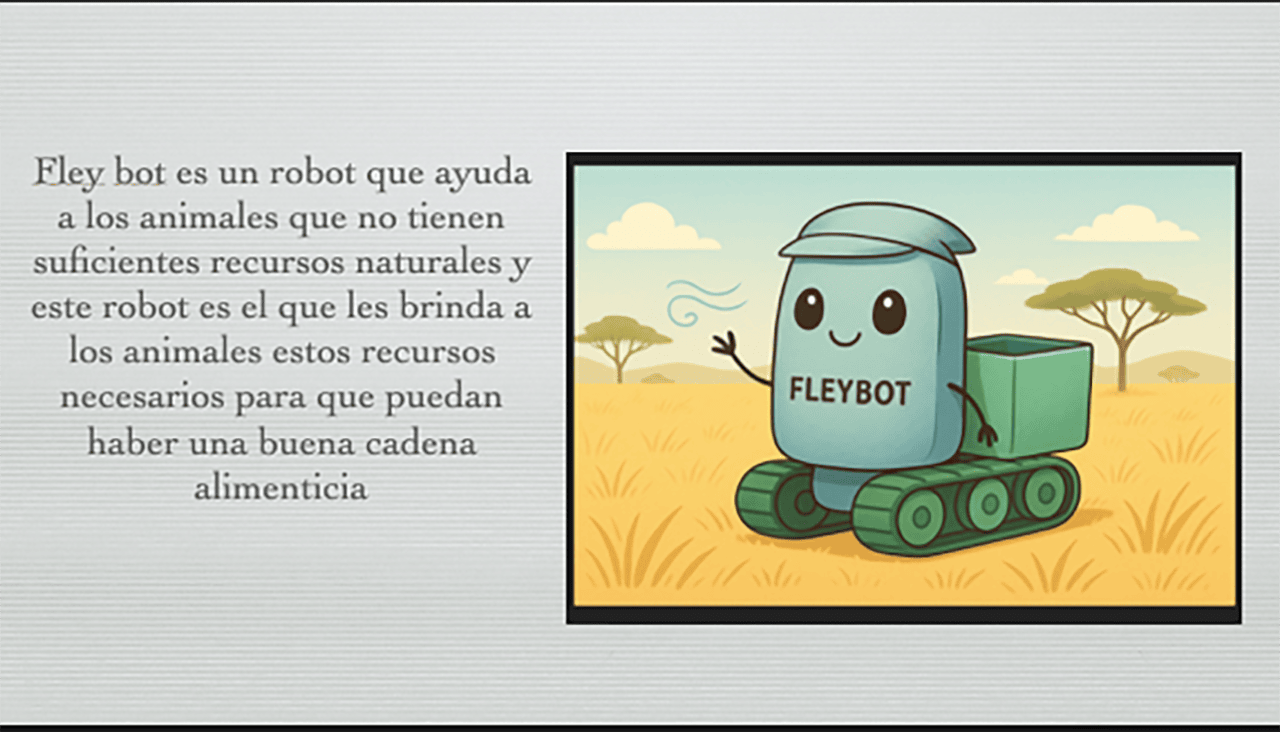 Fley bot es un robot que ayuda
a los animales que no tienen
suficientes recursos naturales y
este robot es el que les brinda a
los animales estos recursos
necesarios para que puedan
haber una buena cadena
alimenticia
FLEYBOT